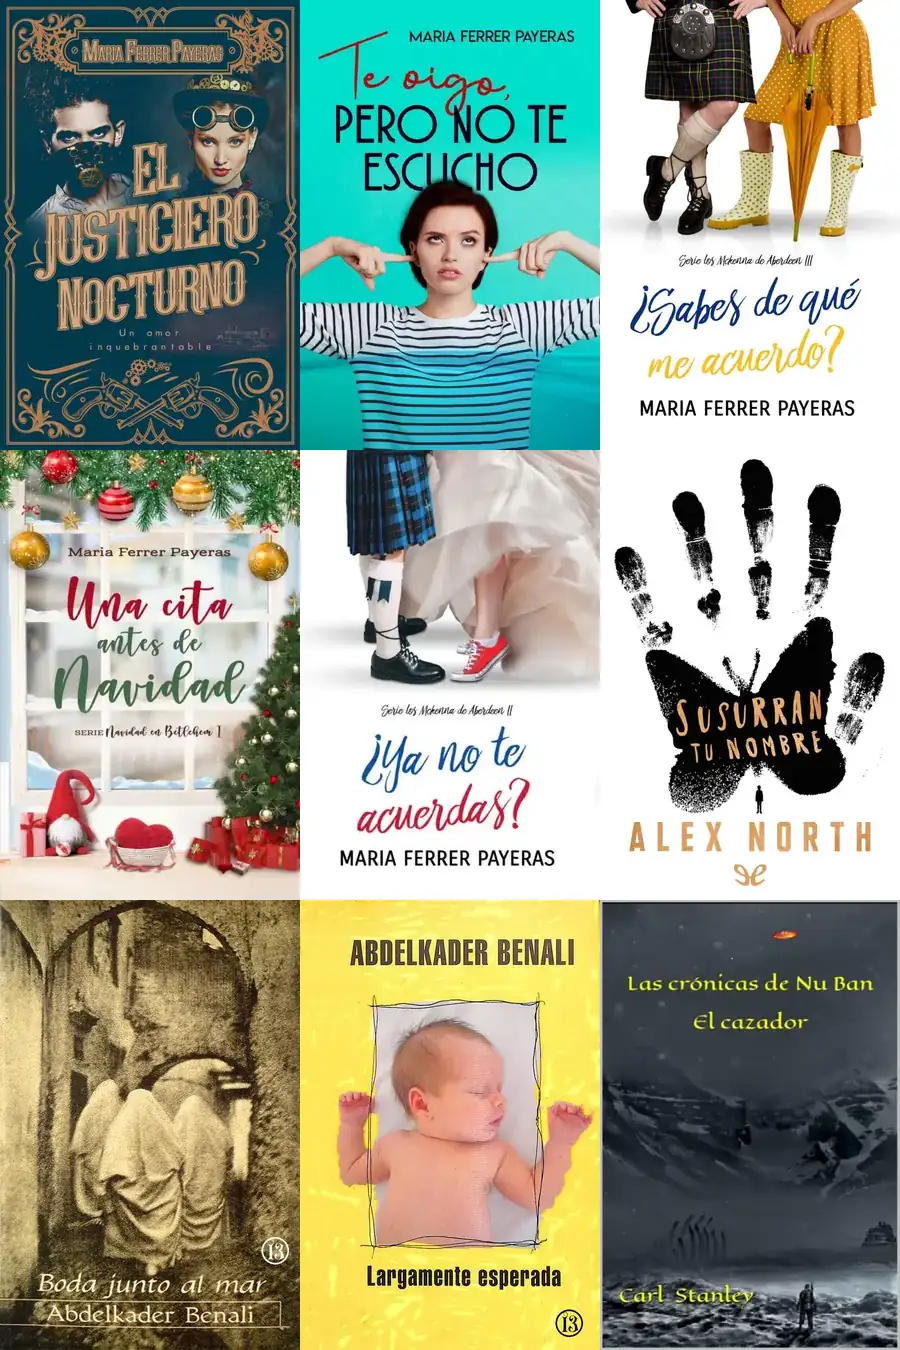 MARIA FERRER PAYERAS
EL
JUSTICIERO
NOCTURNO
Un amor
inquebrantable
MARIA FERRER PAYERAS
Te oigo,
PERO NO TE
ESCUCHO
Serie los Mckenna de Aberdeen III
¿Sabes de qué
me acuerdo?
MARIA FERRER PAYERAS
Maria Ferrer Payeras
Una cita
antes de
Navidad
SERIE Navidad en Betlehem I
Serie los Mckenna de Aberdeen II
¿Ya no te
acuerdas?
MARIA FERRER PAYERAS
SUSURRAN
TU NOMBRE
ALEX NORTH
13
Boda junto al mar
Abdelkader Benali
ABDELKADER BENALI
Largamente esperada
13
Las crónicas de Nu Ban
El cazador
Carl Stanley